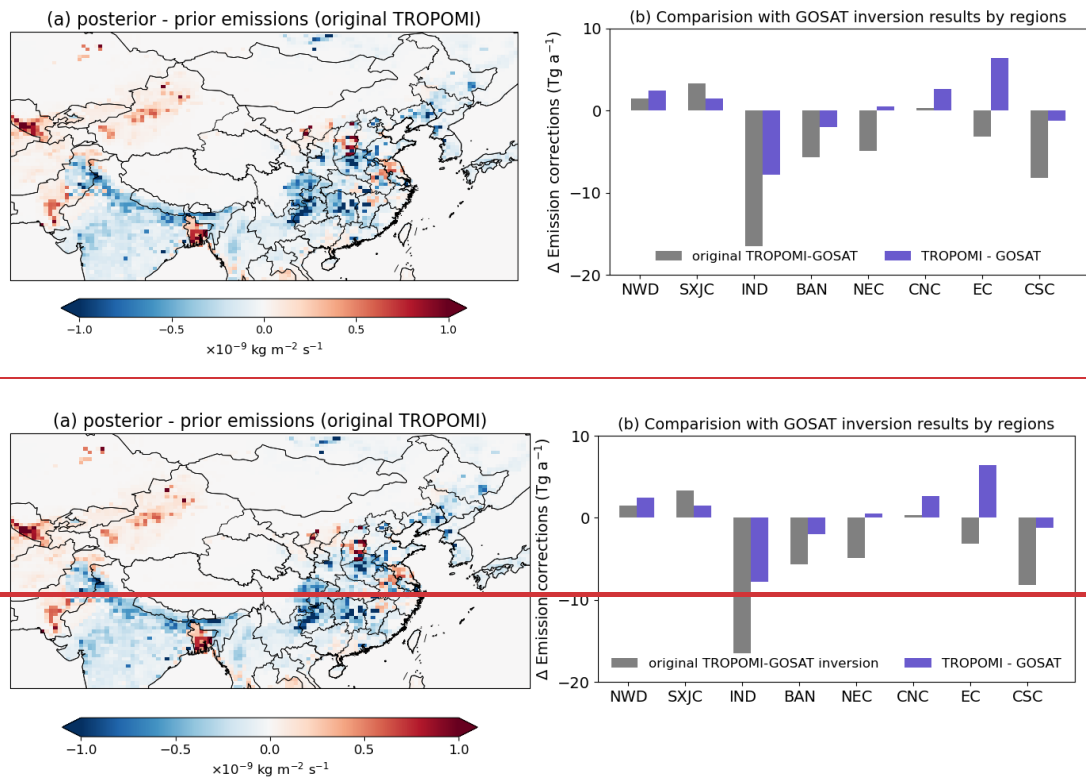 (a) posterior - prior emissions (original TROPOMI)
−1.0 −0.5 0.0 0.5 1.0
×10⁻⁹ kg m⁻² s⁻¹
(b) Comparision with GOSAT inversion results by regions
Δ Emission corrections (Tg a⁻¹)
10
0
−10
−20
original TROPOMI-GOSAT TROPOMI - GOSAT
NWD SXJC IND BAN NEC CNC EC CSC
(a) posterior - prior emissions (original TROPOMI)
−1.0 −0.5 0.0 0.5 1.0
×10⁻⁹ kg m⁻² s⁻¹
(b) Comparision with GOSAT inversion results by regions
Δ Emission corrections (Tg a⁻¹)
10
0
−10
−20
original TROPOMI-GOSAT inversion TROPOMI - GOSAT
NWD SXJC IND BAN NEC CNC EC CSC